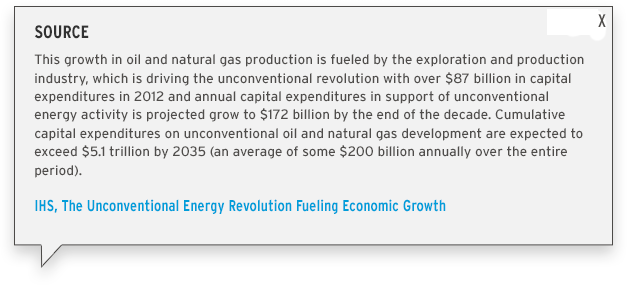 X
SOURCE
This growth in oil and natural gas production is fueled by the exploration and production
industry, which is driving the unconventional revolution with over $87 billion in capital
expenditures in 2012 and annual capital expenditures in support of unconventional
energy activity is projected grow to $172 billion by the end of the decade. Cumulative
capital expenditures on unconventional oil and natural gas development are expected to
exceed $5.1 trillion by 2035 (an average of some $200 billion annually over the entire
period).
IHS, The Unconventional Energy Revolution Fueling Economic Growth